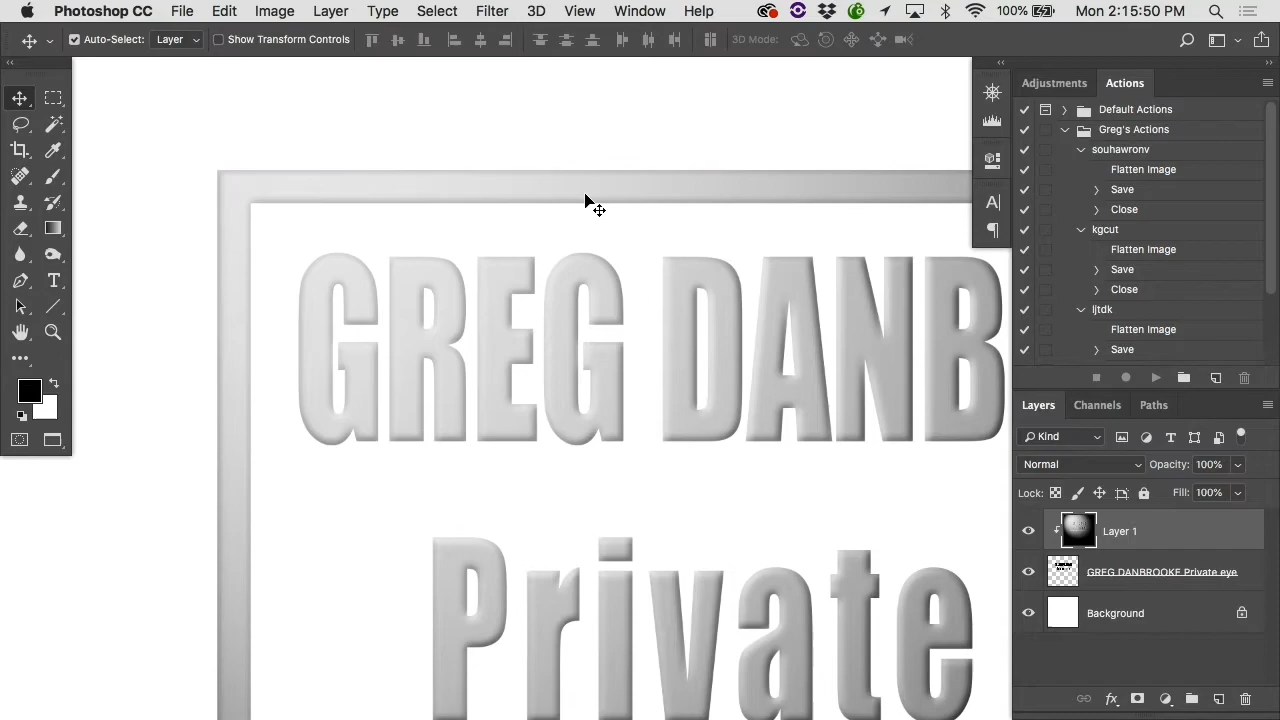 Photoshop CC File Edit Image Layer Type Select Filter 3D View Window Help 100% Mon 2:15:50 PM
Auto-Select: Layer Show Transform Controls 3D Mode:
Adjustments Actions
Default Actions
Greg's Actions
souhawronv
Flatten Image
Save
Close
kgcut
Flatten Image
Save
Close
ljtdk
Flatten Image
Save
GREG DANB
Private
Layers Channels Paths
Kind
Normal Opacity: 100%
Lock: Fill: 100%
Layer 1
GREG DANBROOKE Private eye
Background